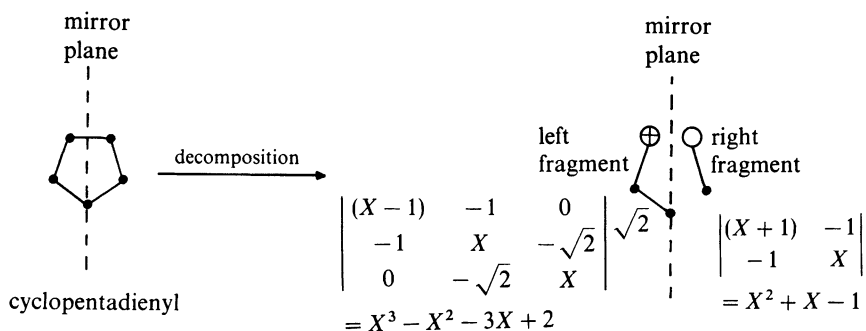 mirror
plane
cyclopentadienyl
decomposition
mirror
plane
left
fragment
right
fragment
√2
|(X − 1) −1 0|
|−1 X −√2|
|0 −√2 X|
= X³ − X² − 3X + 2
|(X + 1) −1|
|−1 X|
= X² + X − 1